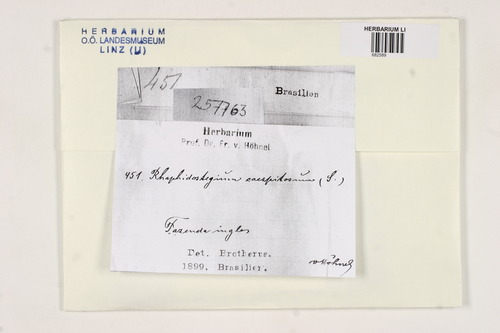 HERBARIUM
O.Ö. LANDESMUSEUM
LINZ (LI)
HERBARIUM LI
451
Brasilien
257763
Herbarium
Prof. Dr. Fr. v. Höhnel
451. Rhaphidostegium caespitosum (S.)
Fazenda inglas
Det. Brotherus.
1899. Brasilien.
v Höhnel